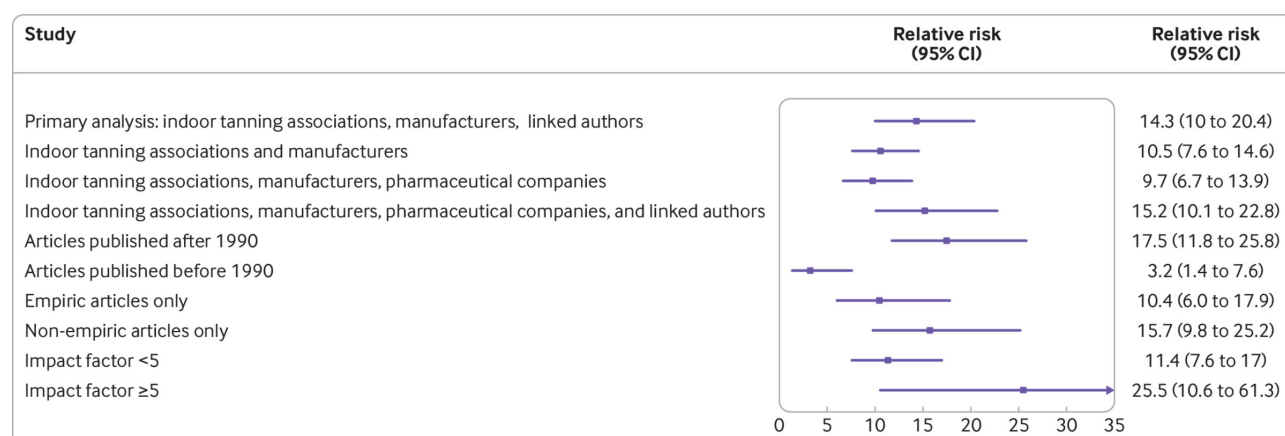 Study Relative risk (95% CI) Relative risk (95% CI)
Primary analysis: indoor tanning associations, manufacturers, linked authors 14.3 (10 to 20.4)
Indoor tanning associations and manufacturers 10.5 (7.6 to 14.6)
Indoor tanning associations, manufacturers, pharmaceutical companies 9.7 (6.7 to 13.9)
Indoor tanning associations, manufacturers, pharmaceutical companies, and linked authors 15.2 (10.1 to 22.8)
Articles published after 1990 17.5 (11.8 to 25.8)
Articles published before 1990 3.2 (1.4 to 7.6)
Empiric articles only 10.4 (6.0 to 17.9)
Non-empiric articles only 15.7 (9.8 to 25.2)
Impact factor <5 11.4 (7.6 to 17)
Impact factor ≥5 25.5 (10.6 to 61.3)
0 5 10 15 20 25 30 35